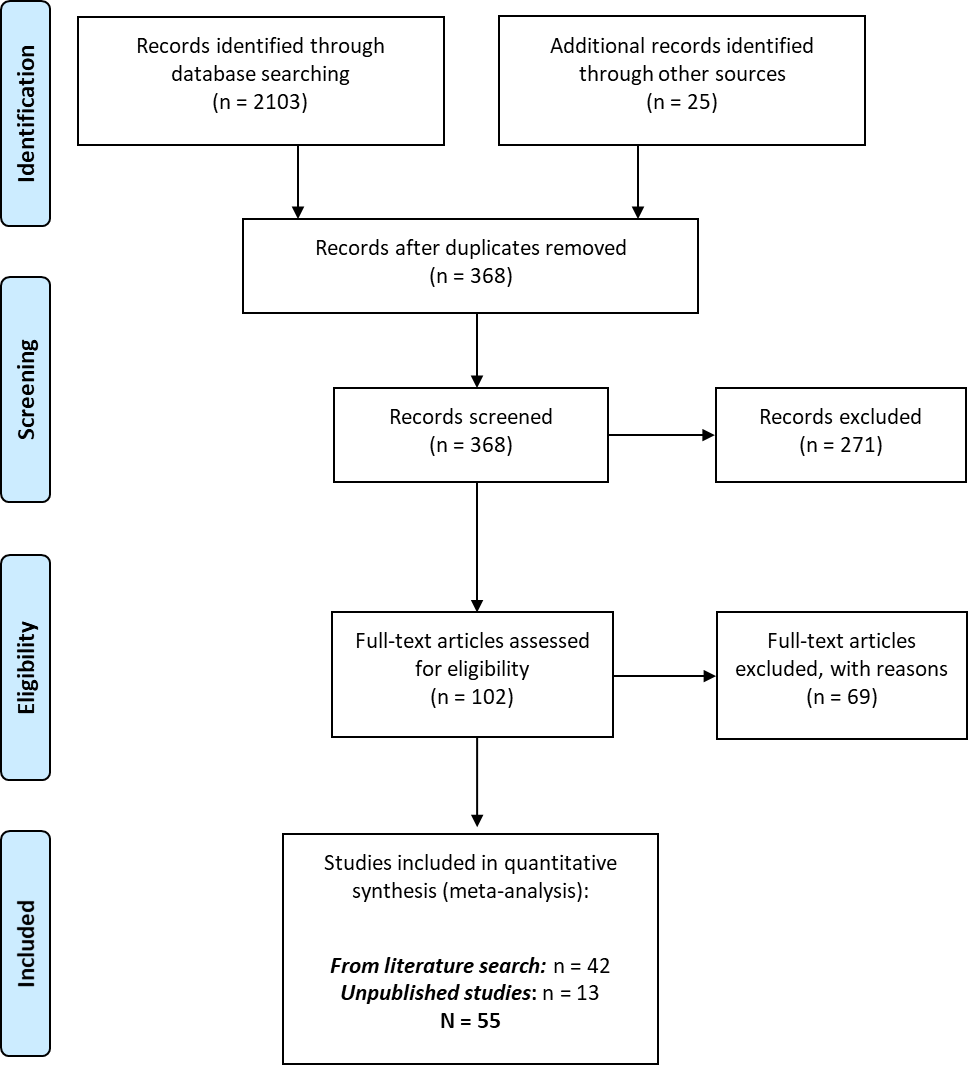 Identification
Records identified through
database searching
(n = 2103)
Additional records identified
through other sources
(n = 25)
Records after duplicates removed
(n = 368)
Screening
Records screened
(n = 368)
Records excluded
(n = 271)
Eligibility
Full-text articles assessed
for eligibility
(n = 102)
Full-text articles
excluded, with reasons
(n = 69)
Included
Studies included in quantitative
synthesis (meta-analysis):
From literature search: n = 42
Unpublished studies: n = 13
N = 55